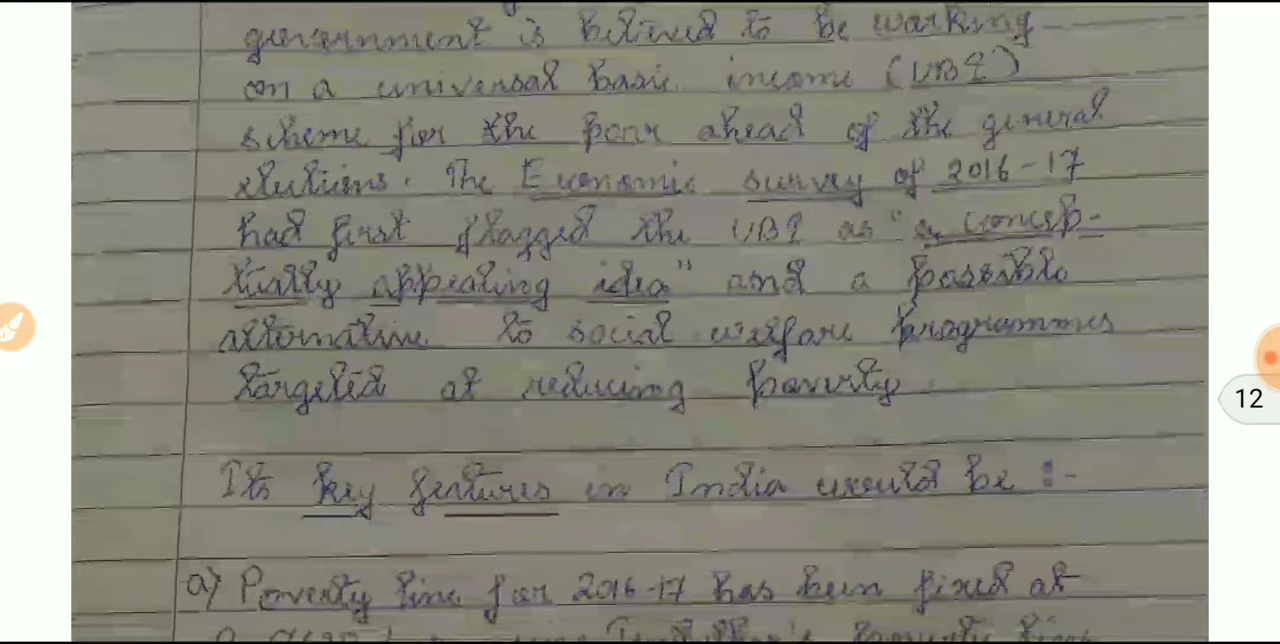 government is believed to be working
on a universal basic income (UBI)
scheme for the poor ahead of the general
elections. The Economic survey of 2016-17
had first flagged the UBI as "a concep-
tually appealing idea" and a possible
alternative to social welfare programmes
targeted at reducing poverty.
Its key features in India would be :-
a) Poverty line for 2016-17 has been fixed at
12